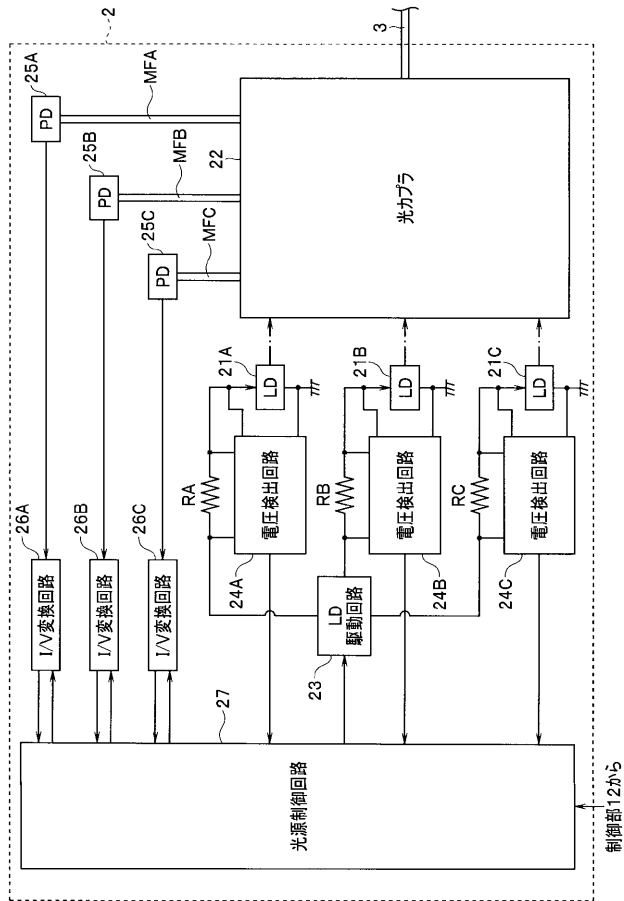 2
25A
PD
MFA
25B
PD
MFB
25C
PD
MFC
22
光カプラ
3
26A
I/V変換回路
26B
I/V変換回路
26C
I/V変換回路
21A
LD
RA
電圧検出回路
24A
21B
LD
RB
電圧検出回路
24B
21C
LD
RC
電圧検出回路
24C
LD
駆動回路
23
27
光源制御回路
制御部12から